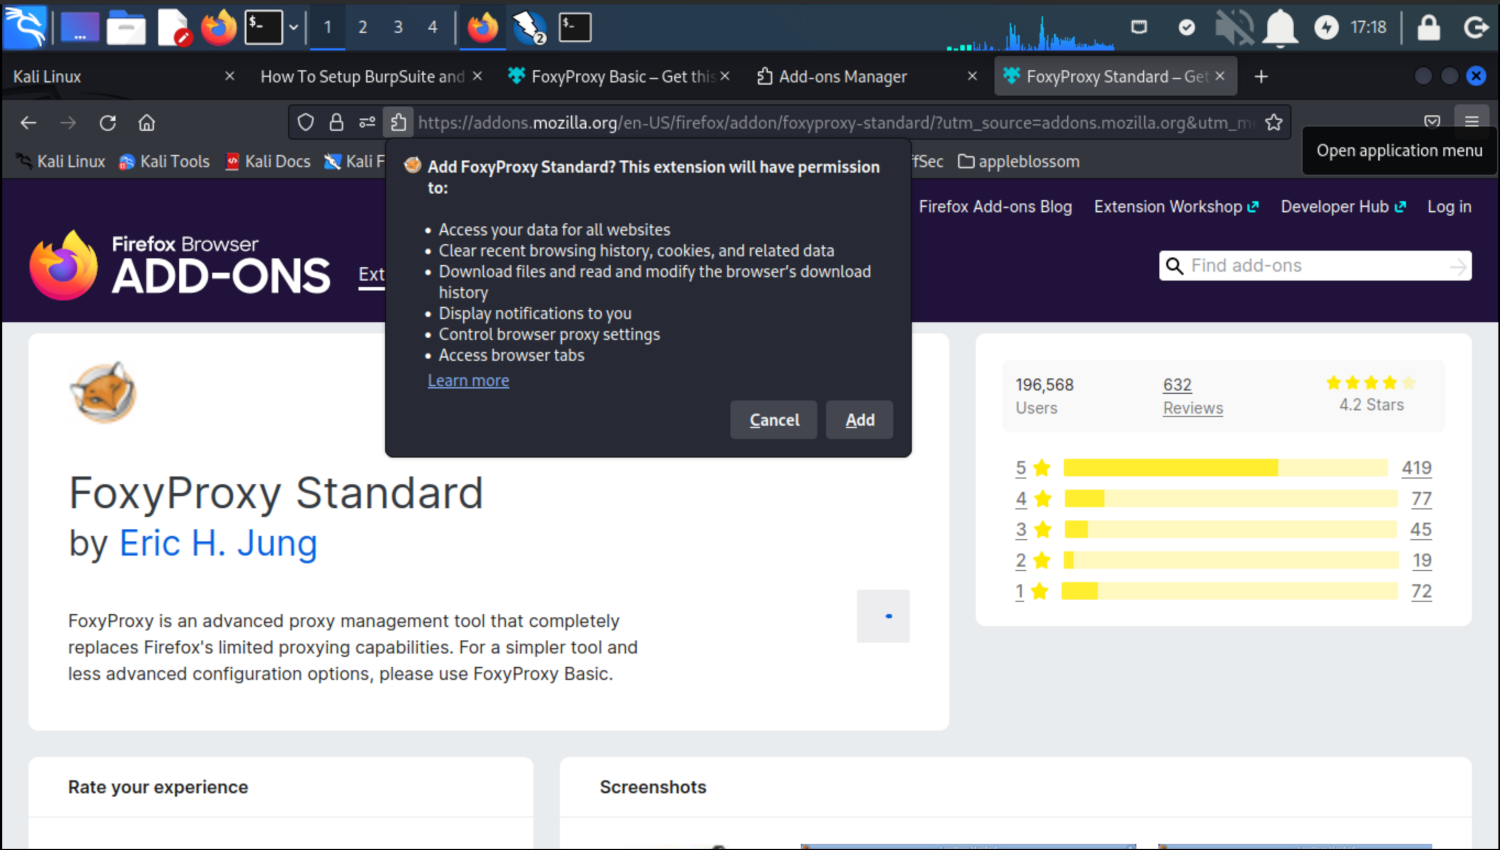 $-
1 2 3 4
2
$-
17:18
Kali Linux
How To Setup BurpSuite and
FoxyProxy Basic – Get this
Add-ons Manager
FoxyProxy Standard – Get
https://addons.mozilla.org/en-US/firefox/addon/foxyproxy-standard/?utm_source=addons.mozilla.org&utm_m
Open application menu
Kali Linux
Kali Tools
Kali Docs
Kali F
ffSec
appleblossom
Add FoxyProxy Standard? This extension will have permission
to:
• Access your data for all websites
• Clear recent browsing history, cookies, and related data
• Download files and read and modify the browser's download
history
• Display notifications to you
• Control browser proxy settings
• Access browser tabs
Learn more
Cancel
Add
Firefox Add-ons Blog
Extension Workshop
Developer Hub
Log in
Firefox Browser
ADD-ONS
Ext
Find add-ons
FoxyProxy Standard
by Eric H. Jung
FoxyProxy is an advanced proxy management tool that completely
replaces Firefox's limited proxying capabilities. For a simpler tool and
less advanced configuration options, please use FoxyProxy Basic.
196,568
Users
632
Reviews
4.2 Stars
5 419
4 77
3 45
2 19
1 72
Rate your experience
Screenshots